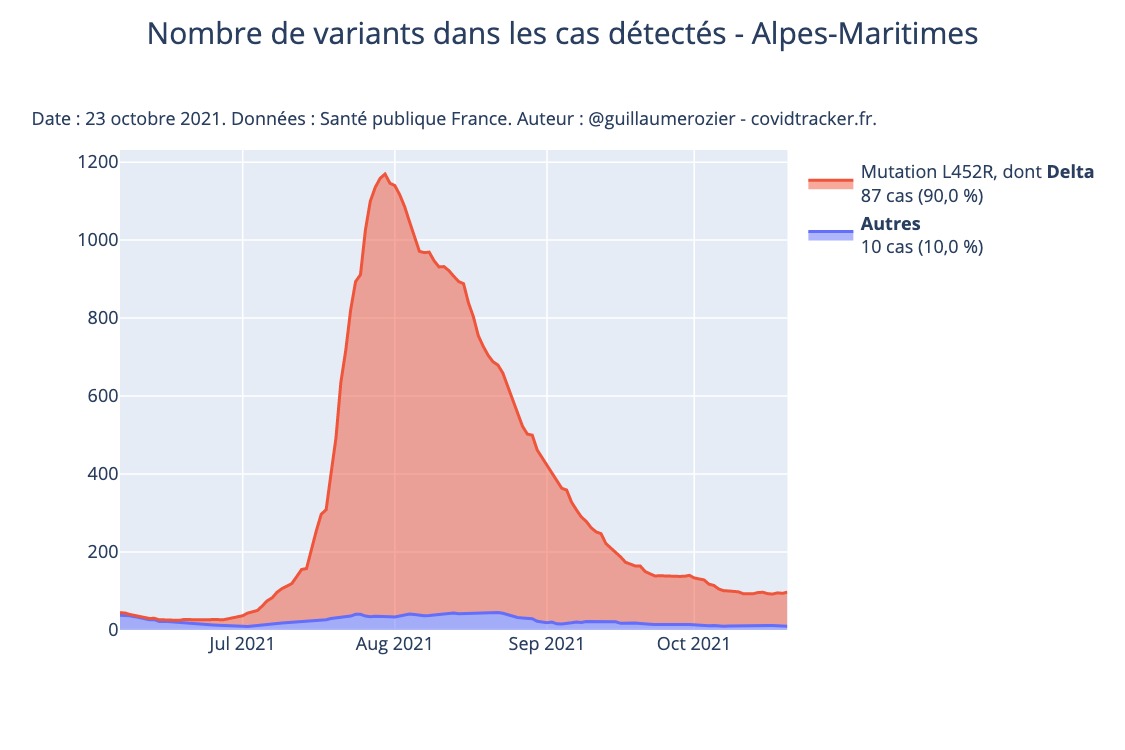 Nombre de variants dans les cas détectés - Alpes-Maritimes
Date : 23 octobre 2021. Données : Santé publique France. Auteur : @guillaumerozier - covidtracker.fr.
1200
1000
800
600
400
200
0
Jul 2021 Aug 2021 Sep 2021 Oct 2021
Mutation L452R, dont Delta
87 cas (90,0 %)
Autres
10 cas (10,0 %)